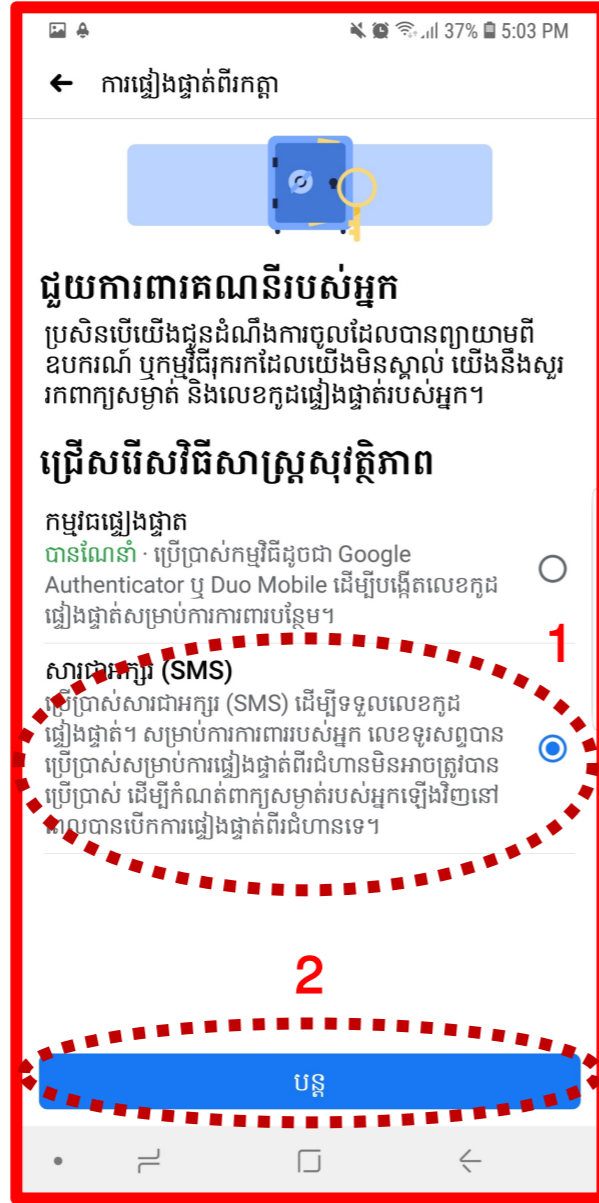 37% 5:03 PM
ការផ្ទៀងផ្ទាត់ពីរកត្តា
ជួយការពារគណនីរបស់អ្នក
ប្រសិនបើយើងជូនដំណឹងការចូលដែលបានព្យាយាមពី
ឧបករណ៍ ឬកម្មវិធីរុករកដែលយើងមិនស្គាល់ យើងនឹងសួរ
រកពាក្យសម្ងាត់ និងលេខកូដផ្ទៀងផ្ទាត់របស់អ្នក។
ជ្រើសរើសវិធីសាស្ត្រសុវត្ថិភាព
កម្មវធផ្ទៀងផ្ទាត
បានណែនាំ · ប្រើប្រាស់កម្មវិធីដូចជា Google
Authenticator ឬ Duo Mobile ដើម្បីបង្កើតលេខកូដ
ផ្ទៀងផ្ទាត់សម្រាប់ការការពារបន្ថែម។
1
សារជាអក្សរ (SMS)
ប្រើប្រាស់សារជាអក្សរ (SMS) ដើម្បីទទួលលេខកូដ
ផ្ទៀងផ្ទាត់។ សម្រាប់ការការពាររបស់អ្នក លេខទូរសព្ទបាន
ប្រើប្រាស់សម្រាប់ការផ្ទៀងផ្ទាត់ពីរជំហានមិនអាចត្រូវបាន
ប្រើប្រាស់ ដើម្បីកំណត់ពាក្យសម្ងាត់របស់អ្នកឡើងវិញនៅ
ពេលបានបើកការផ្ទៀងផ្ទាត់ពីរជំហានទេ។
2
បន្ត